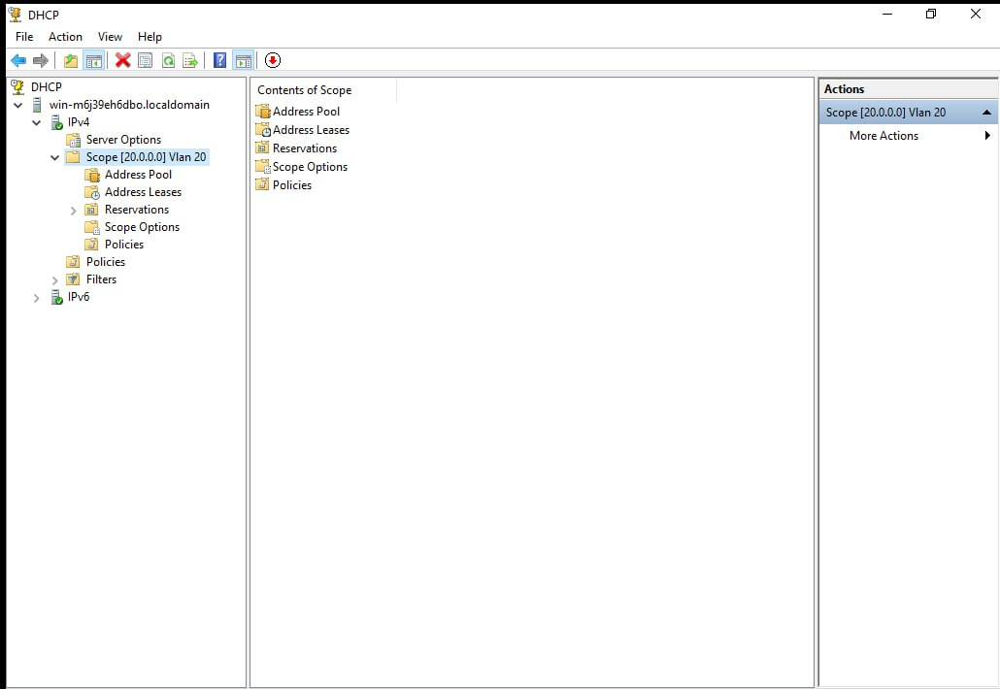 DHCP
File Action View Help
DHCP
win-m6j39eh6dbo.localdomain
IPv4
Server Options
Scope [20.0.0.0] Vlan 20
Address Pool
Address Leases
Reservations
Scope Options
Policies
Policies
Filters
IPv6
Contents of Scope
Address Pool
Address Leases
Reservations
Scope Options
Policies
Actions
Scope [20.0.0.0] Vlan 20
More Actions